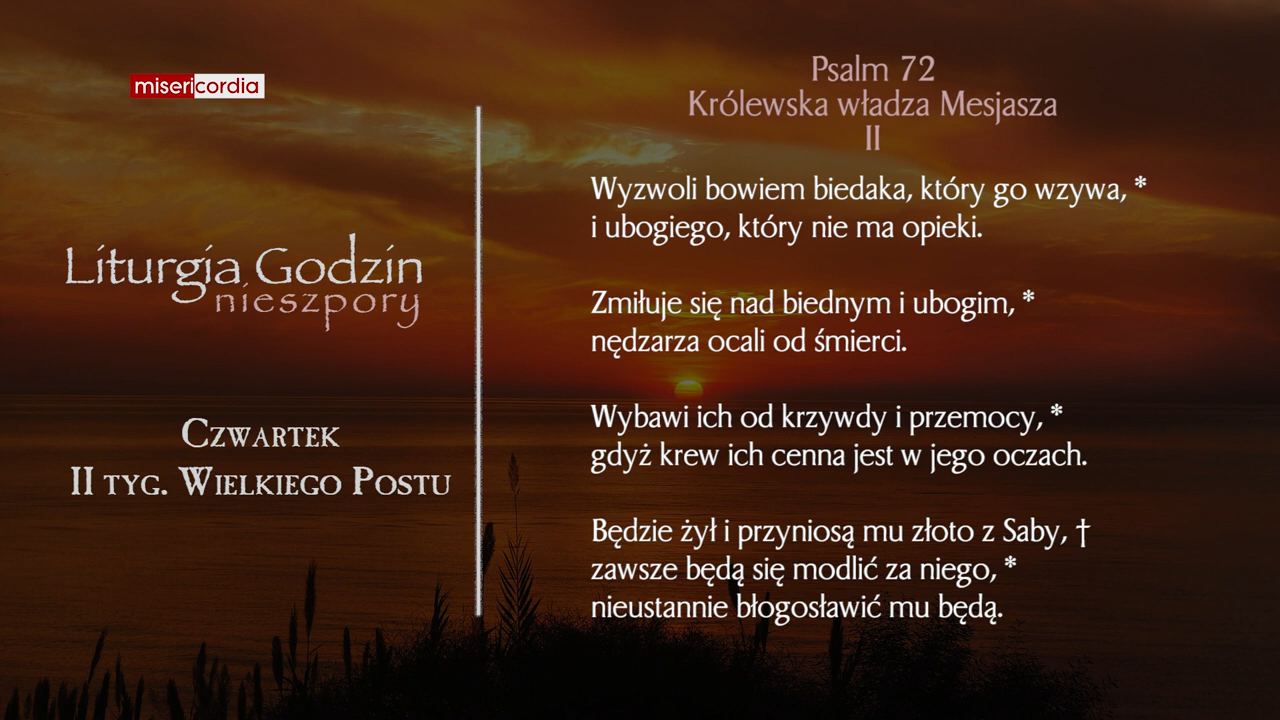 misericordia
Liturgia Godzin
nieszpory
Czwartek
II tyg. Wielkiego Postu
Psalm 72
Królewska władza Mesjasza
II
Wyzwoli bowiem biedaka, który go wzywa, *
i ubogiego, który nie ma opieki.
Zmiłuje się nad biednym i ubogim, *
nędzarza ocali od śmierci.
Wybawi ich od krzywdy i przemocy, *
gdyż krew ich cenna jest w jego oczach.
Będzie żył i przyniosą mu złoto z Saby, †
zawsze będą się modlić za niego, *
nieustannie błogosławić mu będą.